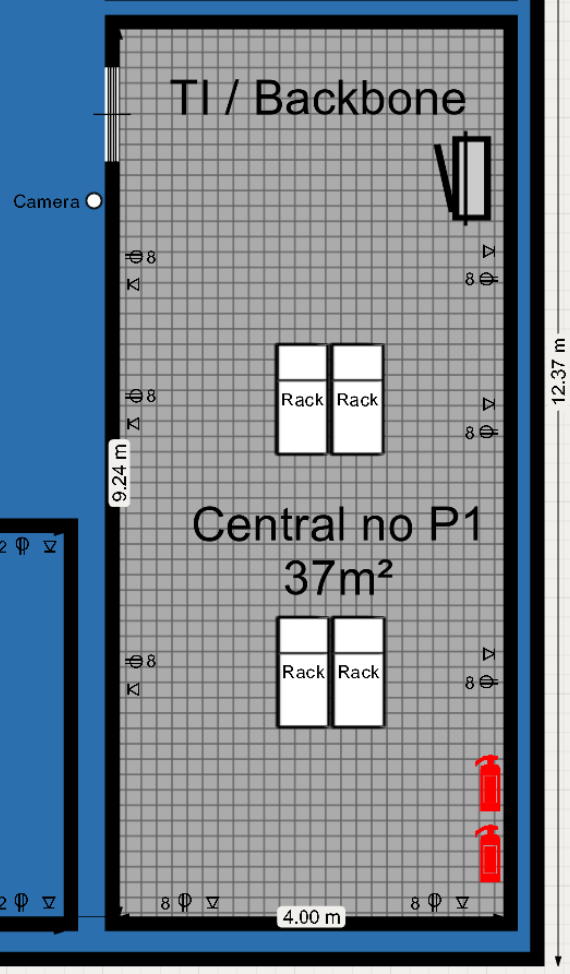 TI / Backbone
Camera
8
8
8
12.37 m
Rack Rack
8
8
9.24 m
Central no P1
37m²
2
Rack Rack
8
8
2
8
8
4.00 m